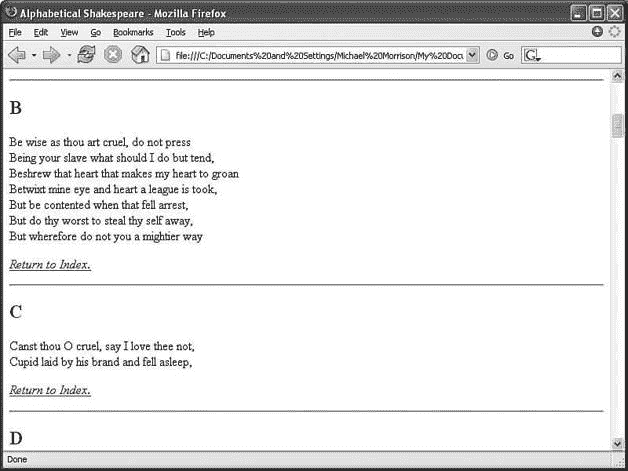 Alphabetical Shakespeare - Mozilla Firefox
File Edit View Go Bookmarks Tools Help
file:///C:/Documents%20and%20Settings/Michael%20Morrison/My%20Docu
Go
G
B
Be wise as thou art cruel, do not press
Being your slave what should I do but tend,
Beshrew that heart that makes my heart to groan
Betwixt mine eye and heart a league is took,
But be contented when that fell arrest,
But do thy worst to steal thy self away,
But wherefore do not you a mightier way
Return to Index.
C
Canst thou O cruel, say I love thee not,
Cupid laid by his brand and fell asleep,
Return to Index.
D
Done